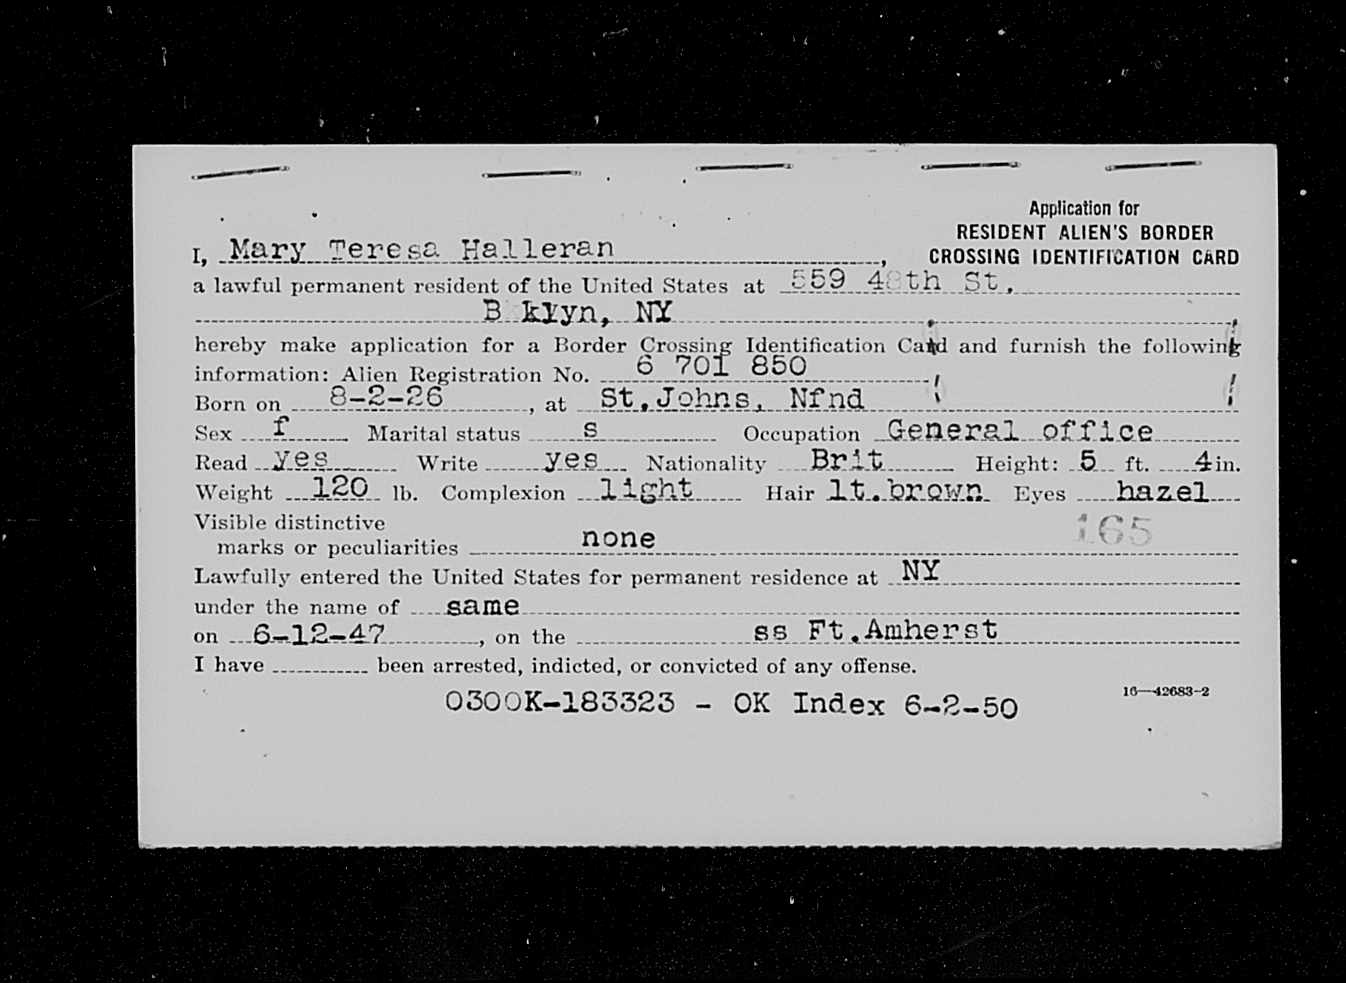 Application for
RESIDENT ALIEN'S BORDER
CROSSING IDENTIFICATION CARD
I, Mary Teresa Halleran,
a lawful permanent resident of the United States at 559 48th St.
B klyn, NY
hereby make application for a Border Crossing Identification Card and furnish the following
information: Alien Registration No. 6 701 850
Born on 8-2-26, at St.Johns, Nfnd
Sex f Marital status s Occupation General office
Read yes Write yes Nationality Brit Height: 5 ft. 4 in.
Weight 120 lb. Complexion light Hair lt.brown Eyes hazel
Visible distinctive
marks or peculiarities none
165
Lawfully entered the United States for permanent residence at NY
under the name of same
on 6-12-47, on the ss Ft.Amherst
I have been arrested, indicted, or convicted of any offense.
0300K-183323 - OK Index 6-2-50
16—42683-2